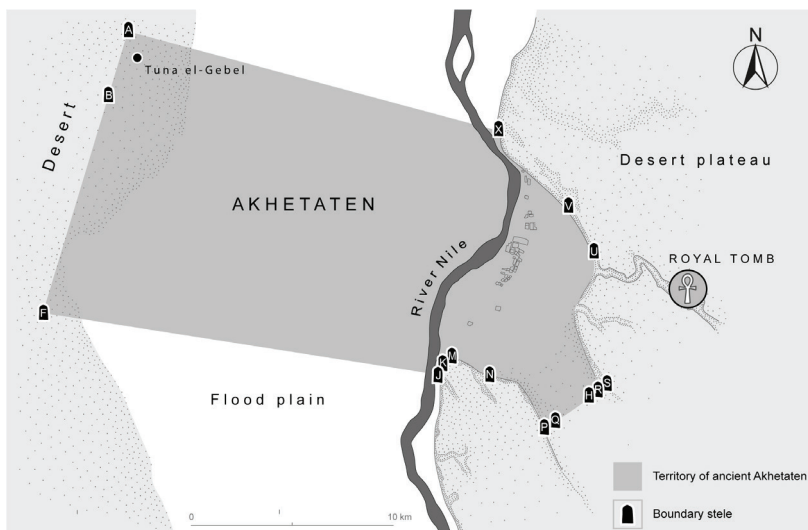 A
Tuna el-Gebel
B
N
Desert
X
Desert plateau
V
AKHETATEN
U
ROYAL TOMB
River Nile
F
M
K
J
N
S
R
H
Flood plain
Q
P
Territory of ancient Akhetaten
0
10 km
Boundary stele